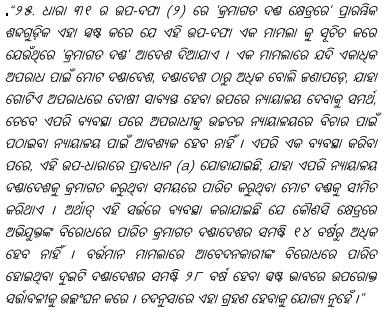 ."୨୫. ଧାରା ୩୧ ର ଉପ-ଦଫା (୨) ରେ 'କ୍ରମାଗତ ଦଣ୍ଡ କ୍ଷେତ୍ରରେ' ପ୍ରାରମ୍ଭିକ
ଶବ୍ଦଗୁଡ଼ିକ ଏହା ସ୍ପଷ୍ଟ କରେ ଯେ ଏହି ଉପ-ଦଫା ଏକ ମାମଲା କୁ ସୂଚିତ କରେ
ଯେଉଁଥିରେ 'କ୍ରମାଗତ ଦଣ୍ଡ' ଆଦେଶ ଦିଆଯାଏ । ଏକ ମାମଲାରେ ଯଦି ଏକାଧିକ
ଅପରାଧ ପାଇଁ ମୋଟ ଦଣ୍ଡାଦେଶ, ଦଣ୍ଡାଦେଶ ଠାରୁ ଅଧିକ ବୋଲି ଜଣାପଡ଼େ, ଯାହା
ଗୋଟିଏ ଅପରାଧରେ ଦୋଷୀ ସାବ୍ୟସ୍ତ ହେବା ଉପରେ ନ୍ୟାୟାଳୟ ଦେବାକୁ ସମର୍ଥ,
ତେବେ ଏପରି ବ୍ୟବସ୍ଥା ପରେ ଅପରାଧୀକୁ ଉଚ୍ଚତର ନ୍ୟାୟାଳୟରେ ବିଚାର ପାଇଁ
ପଠାଇବା ନ୍ୟାୟାଳୟ ପାଇଁ ଆବଶ୍ୟକ ହେବ ନାହିଁ । ଏପରି ଏକ ବ୍ୟବସ୍ଥା କରିବା
ପରେ, ଏହି ଉପ-ଧାରାରେ ପ୍ରାବଧାନ (a) ଯୋଡାଯାଇଛି, ଯାହା ଏପରି ନ୍ୟାୟାଳୟ
ଦଣ୍ଡାଦେଶକୁ କ୍ରମାଗତ କରୁଥିବା ସମୟରେ ପାରିତ କରୁଥିବା ମୋଟ ଦଣ୍ଡକୁ ସୀମିତ
କରିଥାଏ । ଅର୍ଥାତ୍ ଏହି ସର୍ତ୍ତରେ ବ୍ୟବସ୍ଥା କରାଯାଇଛି ଯେ କୌଣସି କ୍ଷେତ୍ରରେ
ଅଭିଯୁକ୍ତଙ୍କ ବିରୋଧରେ ପାରିତ କ୍ରମାଗତ ଦଣ୍ଡାଦେଶର ସମଷ୍ଟି ୧୪ ବର୍ଷରୁ ଅଧିକ
ହେବ ନାହିଁ । ବର୍ତ୍ତମାନ ମାମଲାରେ ଆବେଦନକାରୀଙ୍କ ବିରୋଧରେ ପାରିତ
ହୋଇଥିବା ଦୁଇଟି ଦଣ୍ଡାଦେଶର ସମଷ୍ଟି ୨୮ ବର୍ଷ ହେବା ସ୍ପଷ୍ଟ ଭାବରେ ଉପରୋକ୍ତ
ସର୍ତ୍ତାବଳୀକୁ ଉଲ୍ଲଂଘନ କରେ । ତଦନୁସାରେ ଏହା ଗ୍ରହଣ ହେବାକୁ ଯୋଗ୍ୟ ନୁହେଁ ।"